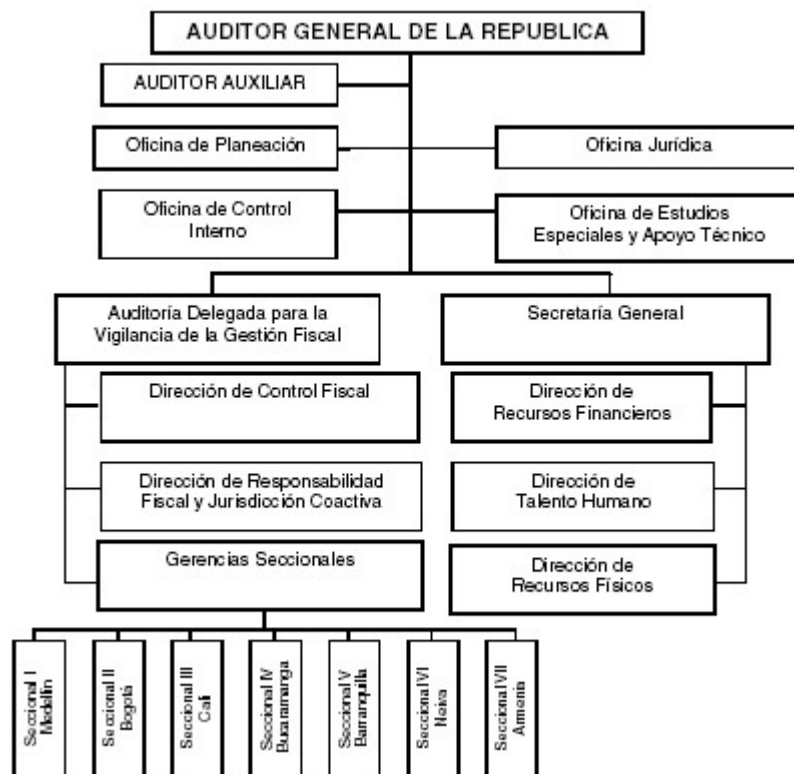 AUDITOR GENERAL DE LA REPUBLICA
AUDITOR AUXILIAR
Oficina de Planeación
Oficina Jurídica
Oficina de Control
Interno
Oficina de Estudios
Especiales y Apoyo Técnico
Auditoría Delegada para la
Vigilancia de la Gestión Fiscal
Secretaría General
Dirección de Control Fiscal
Dirección de
Recursos Financieros
Dirección de Responsabilidad
Fiscal y Jurisdicción Coactiva
Dirección de
Talento Humano
Gerencias Seccionales
Dirección de
Recursos Físicos
Seccional I
Medellín
Seccional II
Bogotá
Seccional III
Cali
Seccional IV
Bucaramanga
Seccional V
Barranquilla
Seccional VI
Neiva
Seccional VII
Armenia